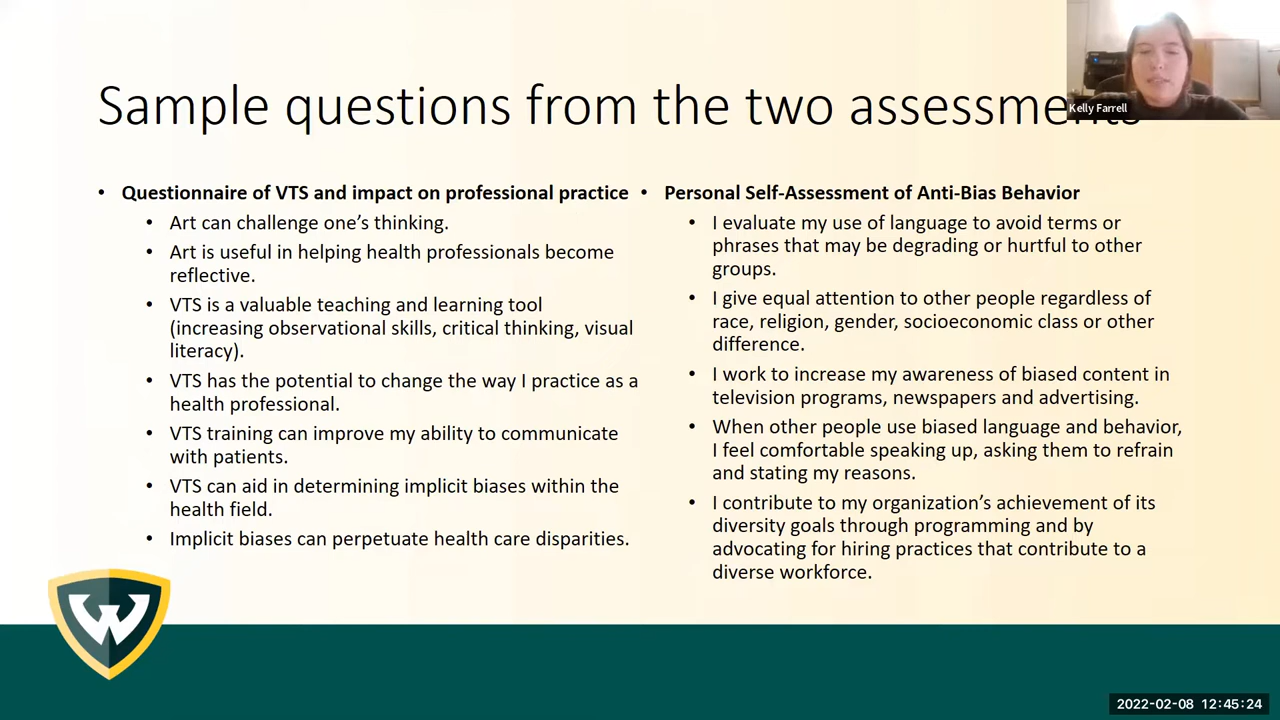 Sample questions from the two assessments
Kelly Farrell
• Questionnaire of VTS and impact on professional practice
• Art can challenge one’s thinking.
• Art is useful in helping health professionals become
reflective.
• VTS is a valuable teaching and learning tool
(increasing observational skills, critical thinking, visual
literacy).
• VTS has the potential to change the way I practice as a
health professional.
• VTS training can improve my ability to communicate
with patients.
• VTS can aid in determining implicit biases within the
health field.
• Implicit biases can perpetuate health care disparities.
• Personal Self-Assessment of Anti-Bias Behavior
• I evaluate my use of language to avoid terms or
phrases that may be degrading or hurtful to other
groups.
• I give equal attention to other people regardless of
race, religion, gender, socioeconomic class or other
difference.
• I work to increase my awareness of biased content in
television programs, newspapers and advertising.
• When other people use biased language and behavior,
I feel comfortable speaking up, asking them to refrain
and stating my reasons.
• I contribute to my organization’s achievement of its
diversity goals through programming and by
advocating for hiring practices that contribute to a
diverse workforce.
W
2022-02-08 12:45:24